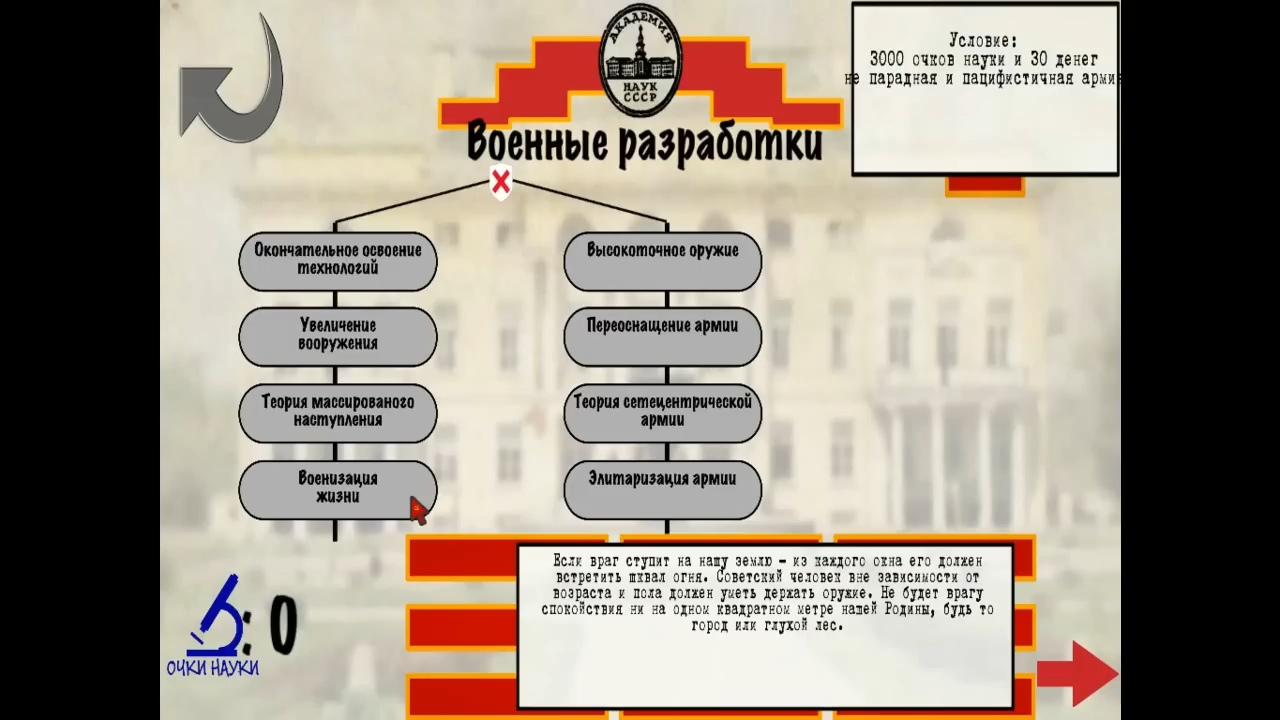 АКАДЕМИЯ
НАУК
СССР
Военные разработки
Условие:
3000 очков науки и 30 денег
не парадная и пацифистичная арми
Окончательное освоение
технологий
Высокоточное оружие
Увеличение
вооружения
Переоснащение армии
Теория массированого
наступления
Теория сетецентрической
армии
Военизация
жизни
Элитаризация армии
Если враг ступит на нашу землю - из каждого окна его должен
встретить шквал огня. Советский человек вне зависимости от
возраста и пола должен уметь держать оружие. Не будет врагу
спокойствия ни на одном квадратном метре нашей Родины, будь то
город или глухой лес.
: 0
ОЧКИ НАУКИ